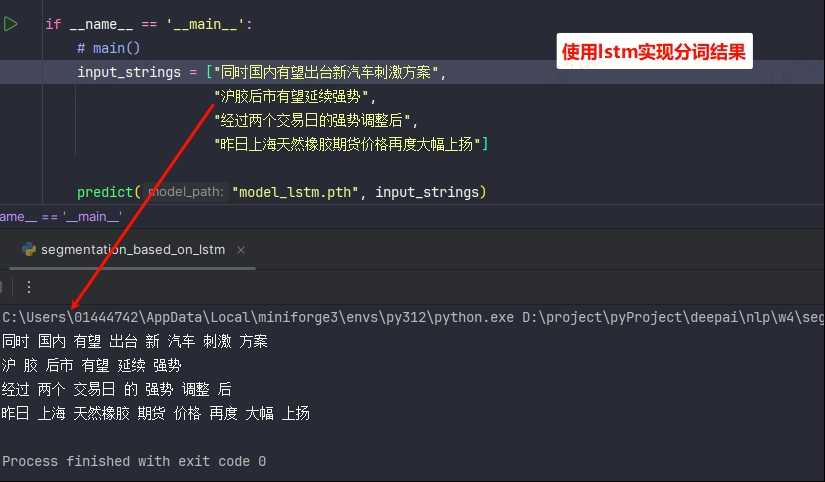 if __name__ == '__main__':
# main()
使用lstm实现分词结果
input_strings = ["同时国内有望出台新汽车刺激方案",
"沪胶后市有望延续强势",
"经过两个交易日的强势调整后",
"昨日上海天然橡胶期货价格再度大幅上扬"]
predict( model_path: "model_lstm.pth", input_strings)
ame__ == '__main__'
segmentation_based_on_lstm ×
C:\Users\01444742\AppData\Local\miniforge3\envs\py312\python.exe D:\project\pyProject\deepai\nlp\w4\seg
同时 国内 有望 出台 新 汽车 刺激 方案
沪 胶 后市 有望 延续 强势
经过 两个 交易日 的 强势 调整 后
昨日 上海 天然橡胶 期货 价格 再度 大幅 上扬
Process finished with exit code 0